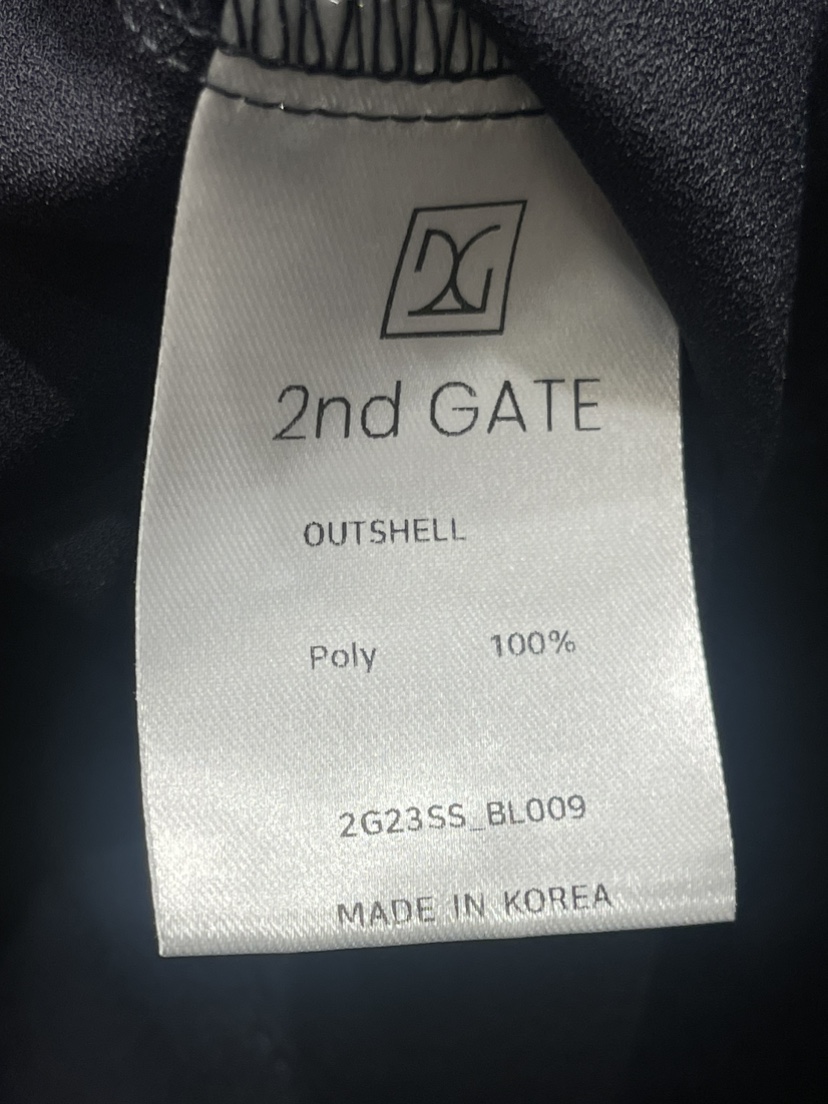 2nd GATE
OUTSHELL
Poly 100%
2G23SS_BL009
MADE IN KOREA